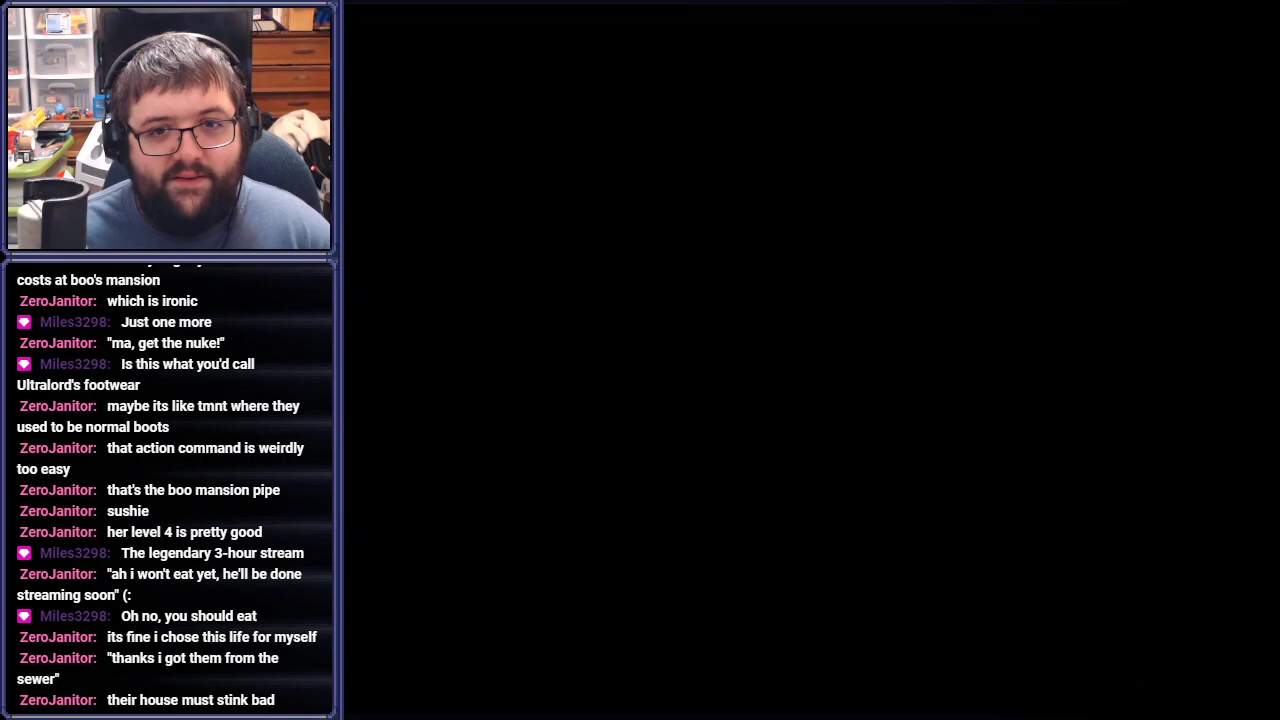 costs at boo's mansion
ZeroJanitor: which is ironic
Miles3298: Just one more
ZeroJanitor: "ma, get the nuke!"
Miles3298: Is this what you'd call
Ultralord's footwear
ZeroJanitor: maybe its like tmnt where they
used to be normal boots
ZeroJanitor: that action command is weirdly
too easy
ZeroJanitor: that's the boo mansion pipe
ZeroJanitor: sushie
ZeroJanitor: her level 4 is pretty good
Miles3298: The legendary 3-hour stream
ZeroJanitor: "ah i won't eat yet, he'll be done
streaming soon" (:
Miles3298: Oh no, you should eat
ZeroJanitor: its fine i chose this life for myself
ZeroJanitor: "thanks i got them from the
sewer"
ZeroJanitor: their house must stink bad